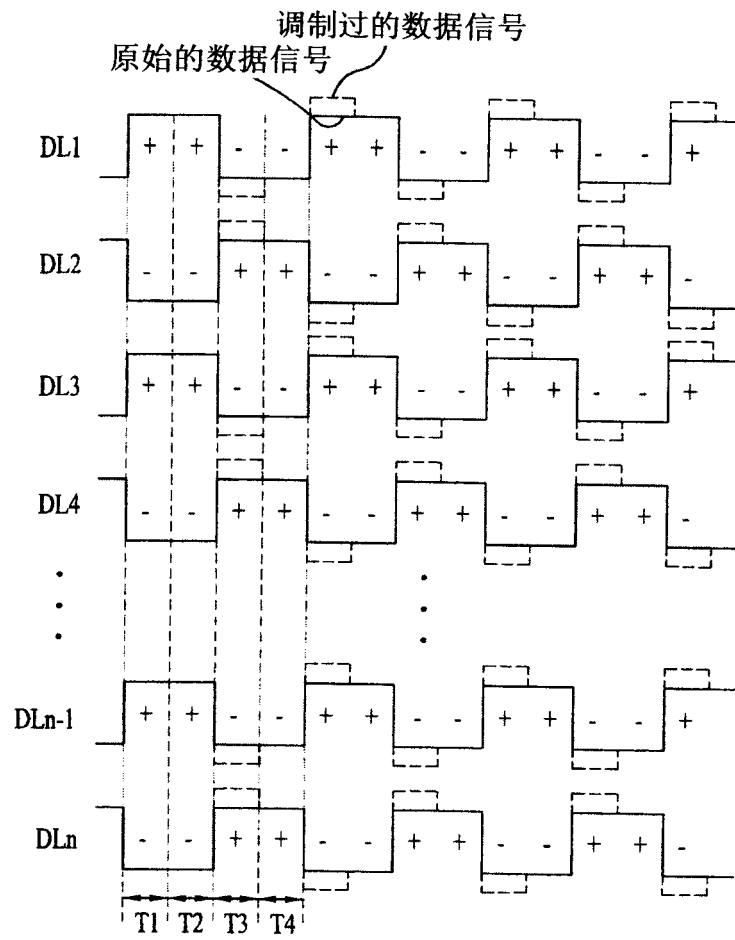 调制过的数据信号
原始的数据信号
DL1 + + - - + + - - + + - - +
DL2 - - + + - - + + - - + + -
DL3 + + - - + + - - + + - - +
DL4 - - + + - - + + - - + + -
DLn-1 + + - - + + - - + + - - +
DLn - - + + - - + + - - + + -
T1 T2 T3 T4